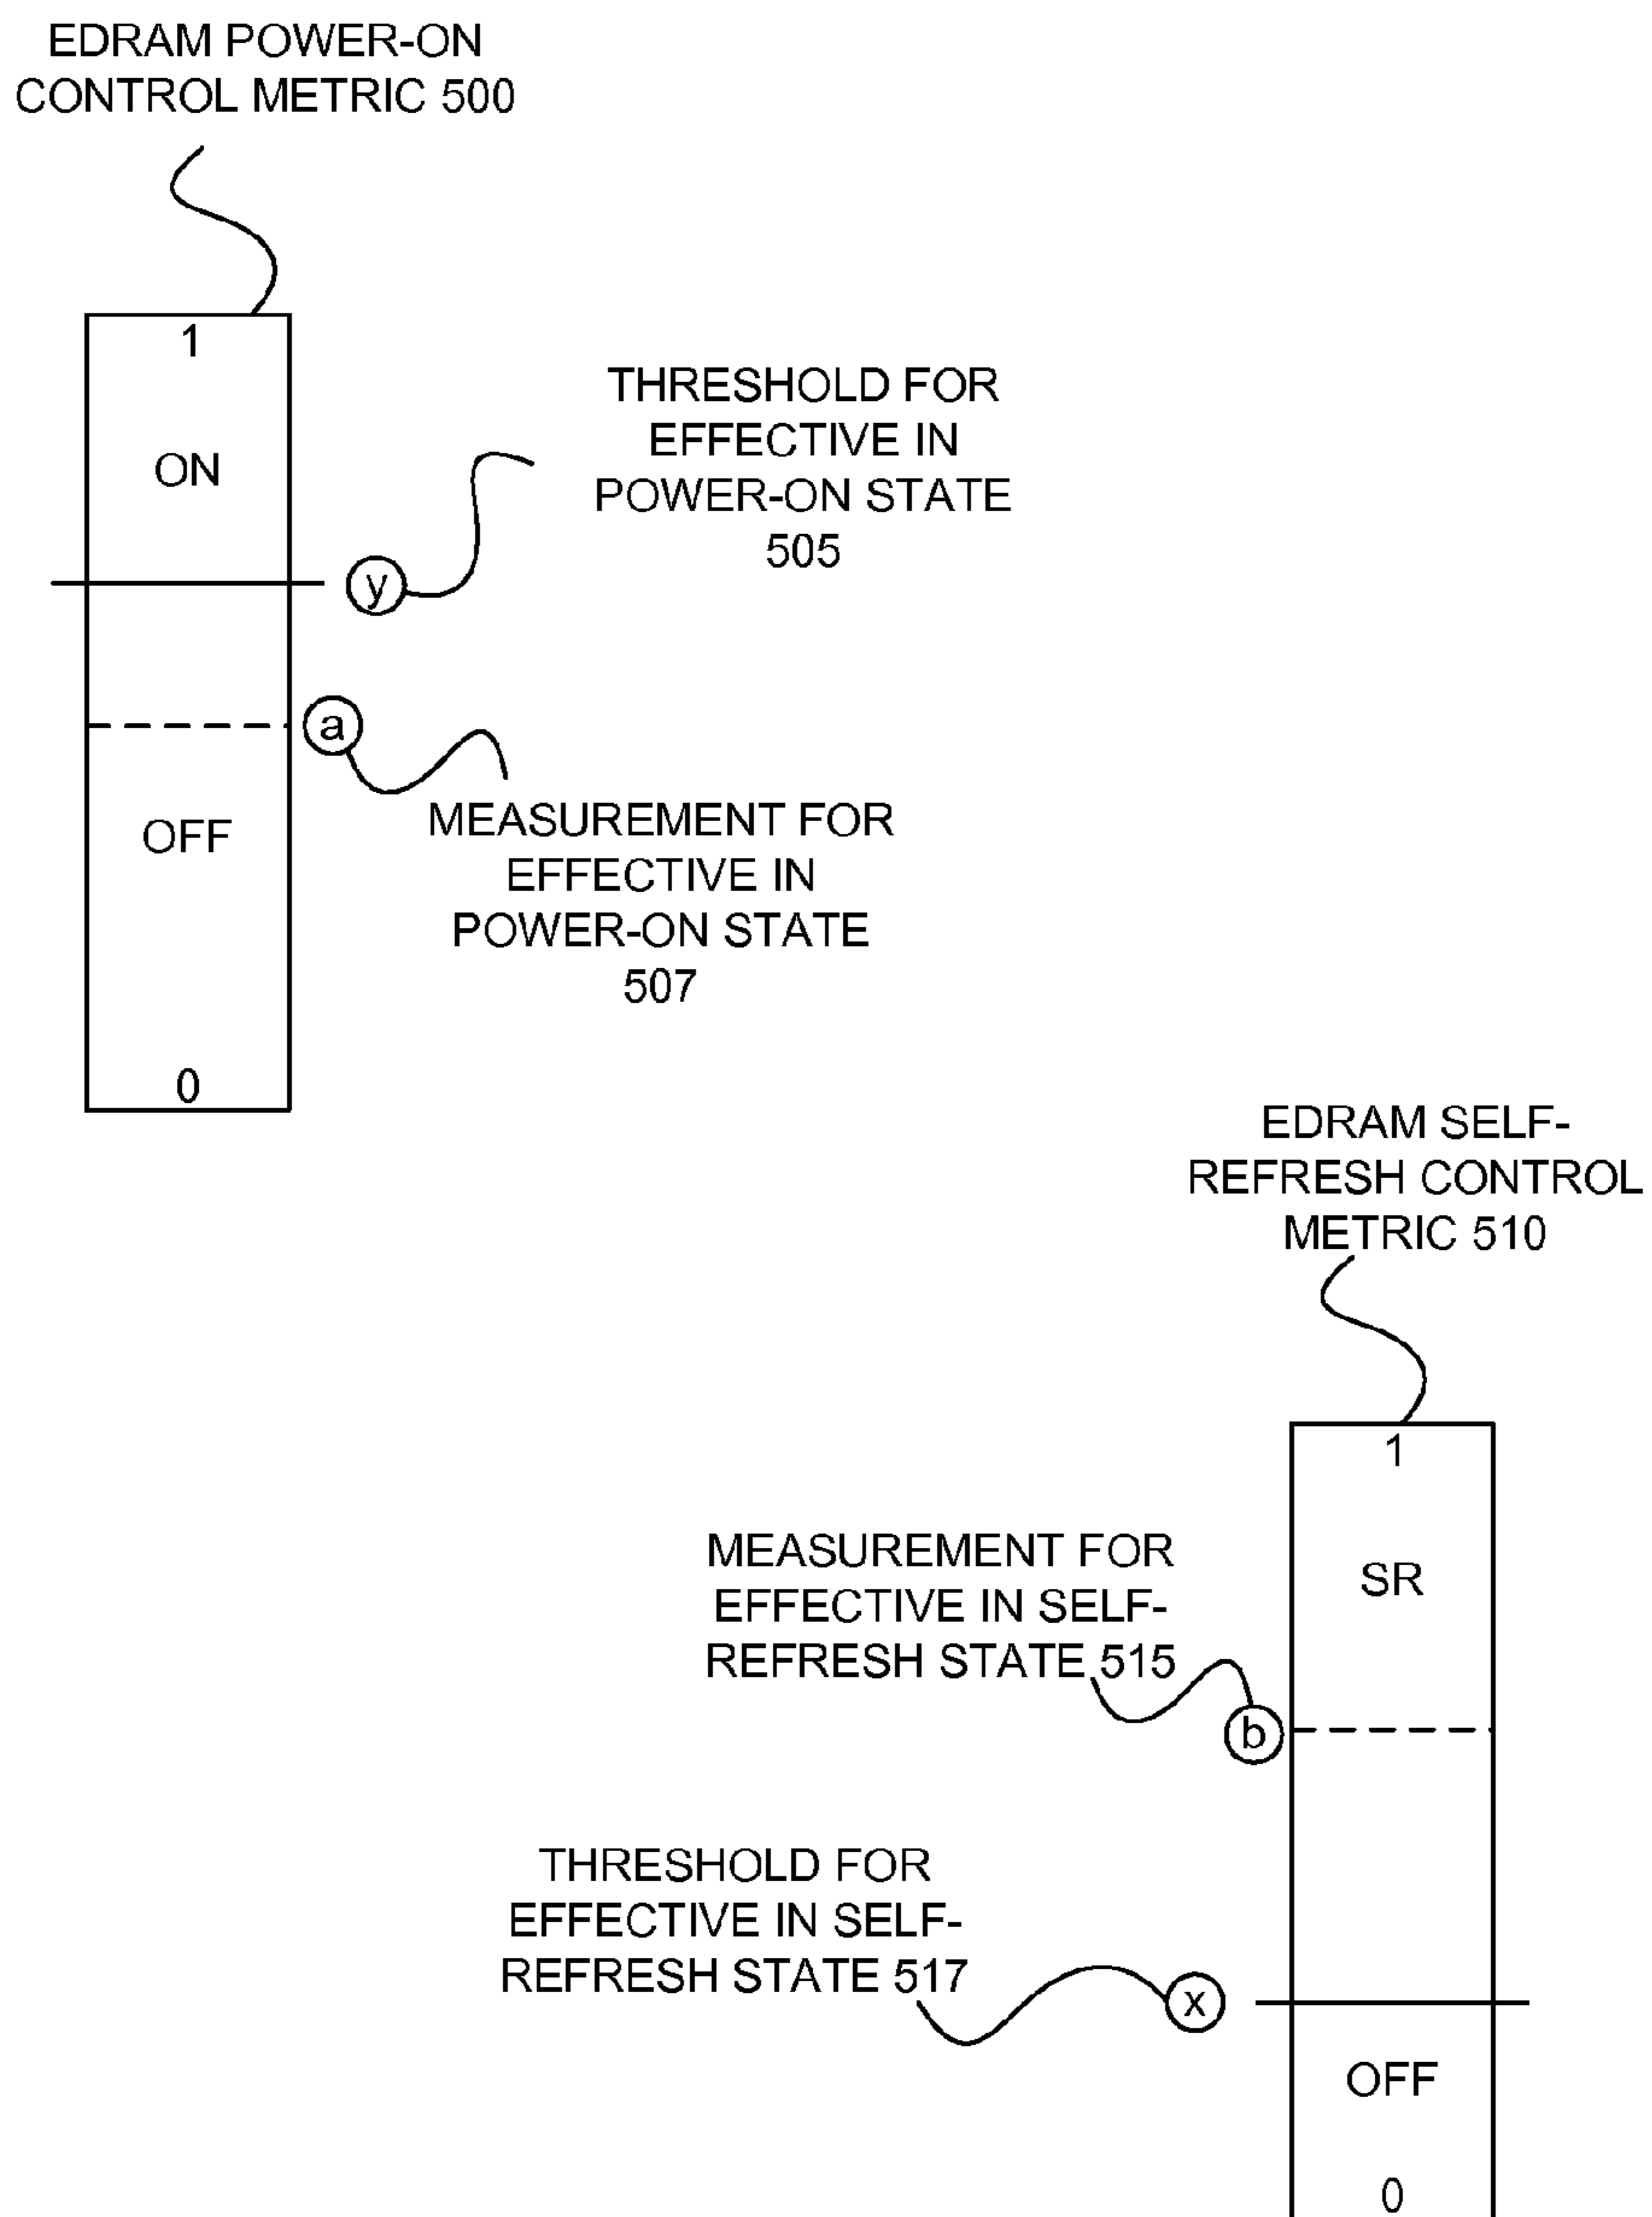 EDRAM POWER-ON
CONTROL METRIC 500
1
ON
THRESHOLD FOR
EFFECTIVE IN
POWER-ON STATE
505
y
a
OFF
MEASUREMENT FOR
EFFECTIVE IN
POWER-ON STATE
507
0
EDRAM SELF-
REFRESH CONTROL
METRIC 510
1
SR
MEASUREMENT FOR
EFFECTIVE IN SELF-
REFRESH STATE 515
b
THRESHOLD FOR
EFFECTIVE IN SELF-
REFRESH STATE 517
x
OFF
0